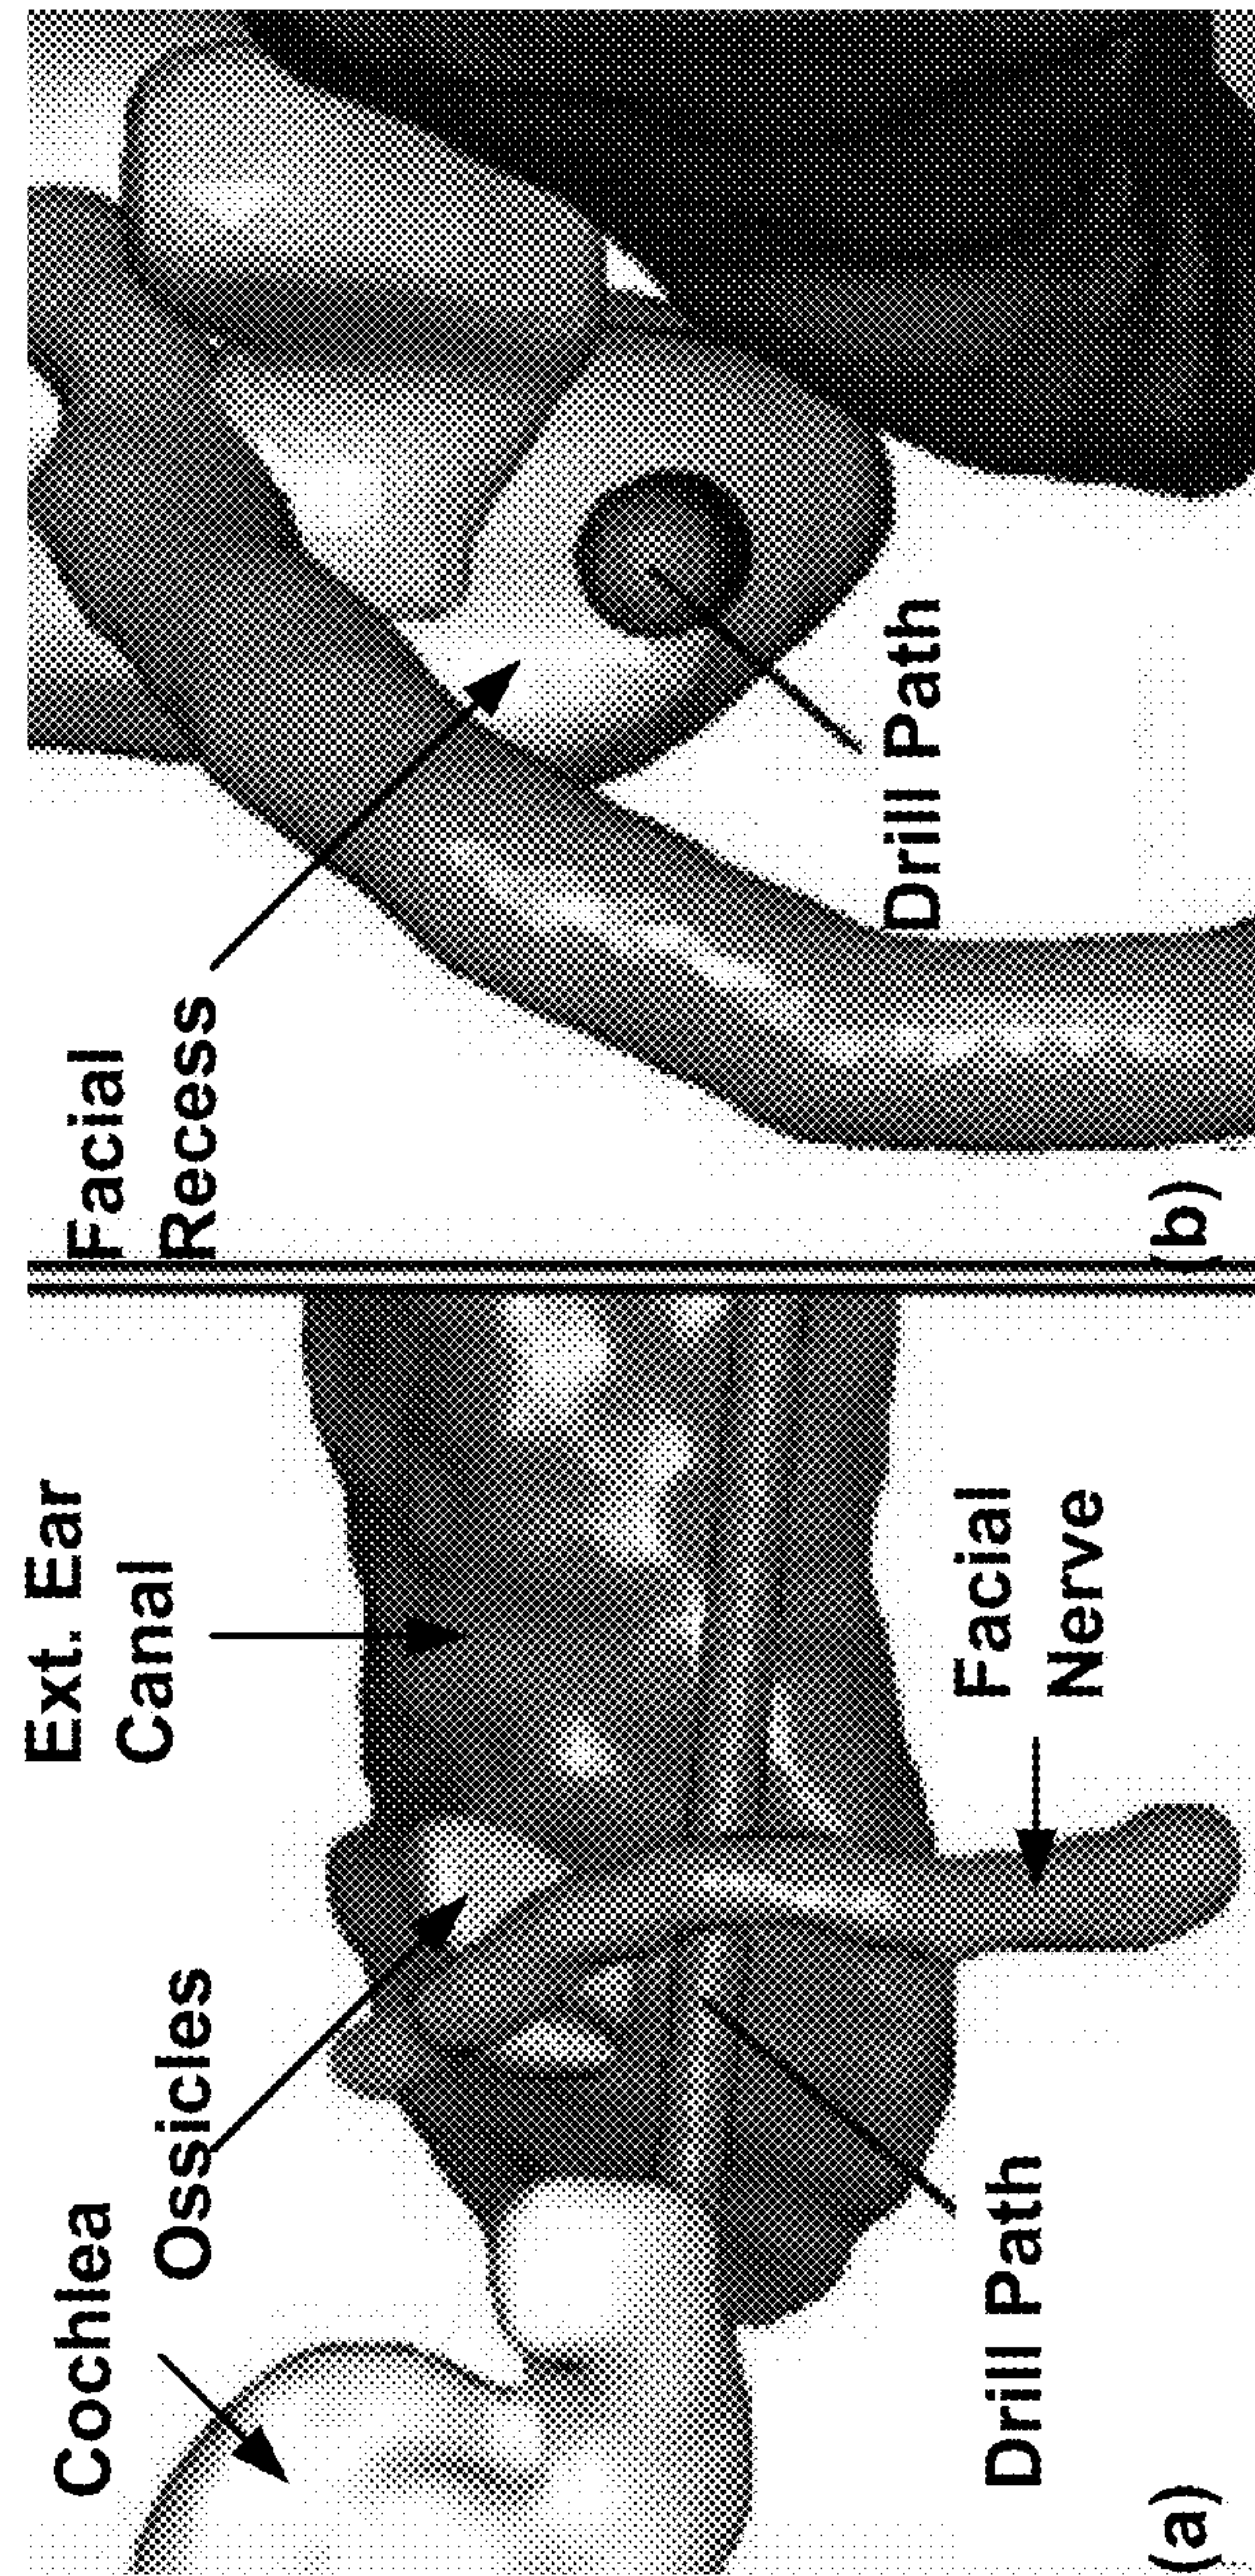 Cochlea
Ossicles
Ext. Ear
Canal
Drill Path
Facial
Nerve
(a)
Facial
Recess
Drill Path
(b)